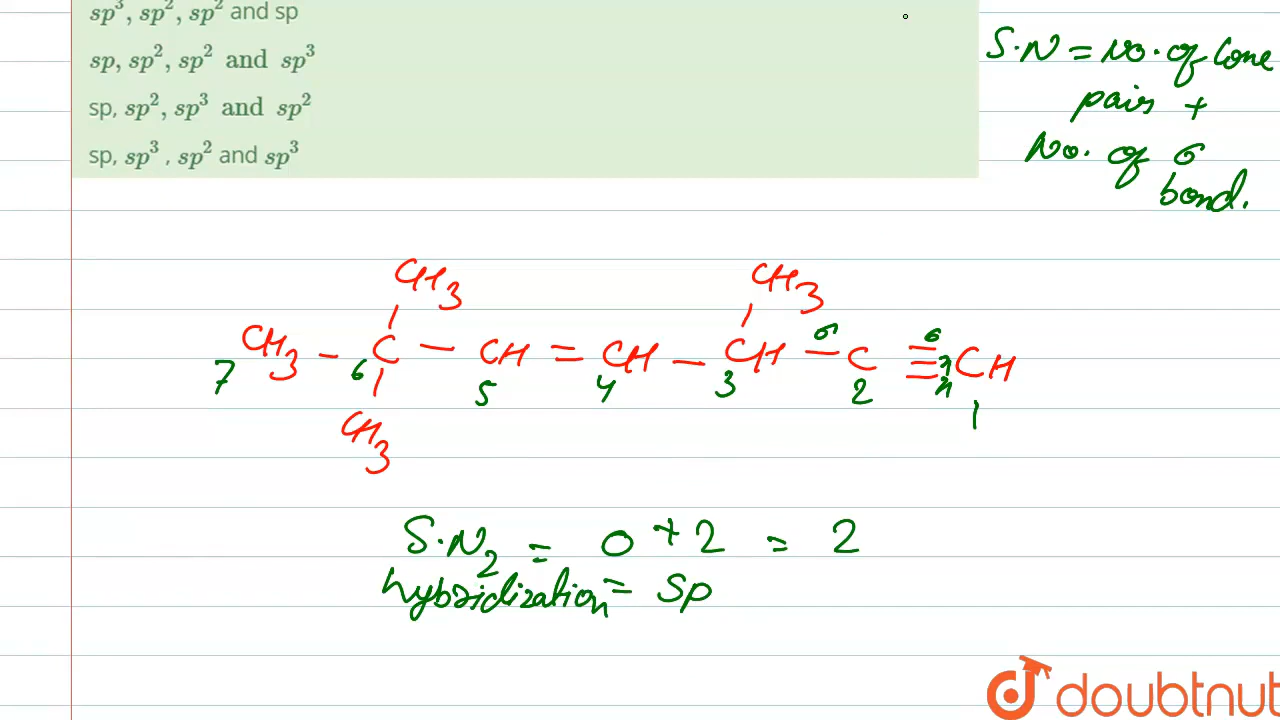 sp³, sp², sp² and sp
sp, sp², sp² and sp³
sp, sp², sp³ and sp²
sp, sp³ , sp² and sp³
S.N = No. of lone
pairs +
No. of σ
bond.
CH₃ CH₃
CH₃ - C - CH = CH - CH - C ≡ CH
σ σ π π
7 6 5 4 3 2 1
CH₃
S.N₂ = 0 + 2 = 2
hybridization = sp
doubtnut